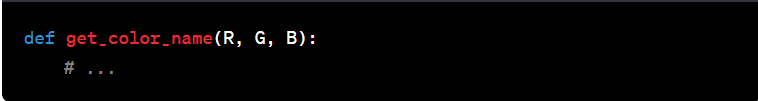 def get_color_name(R, G, B):
    # ...